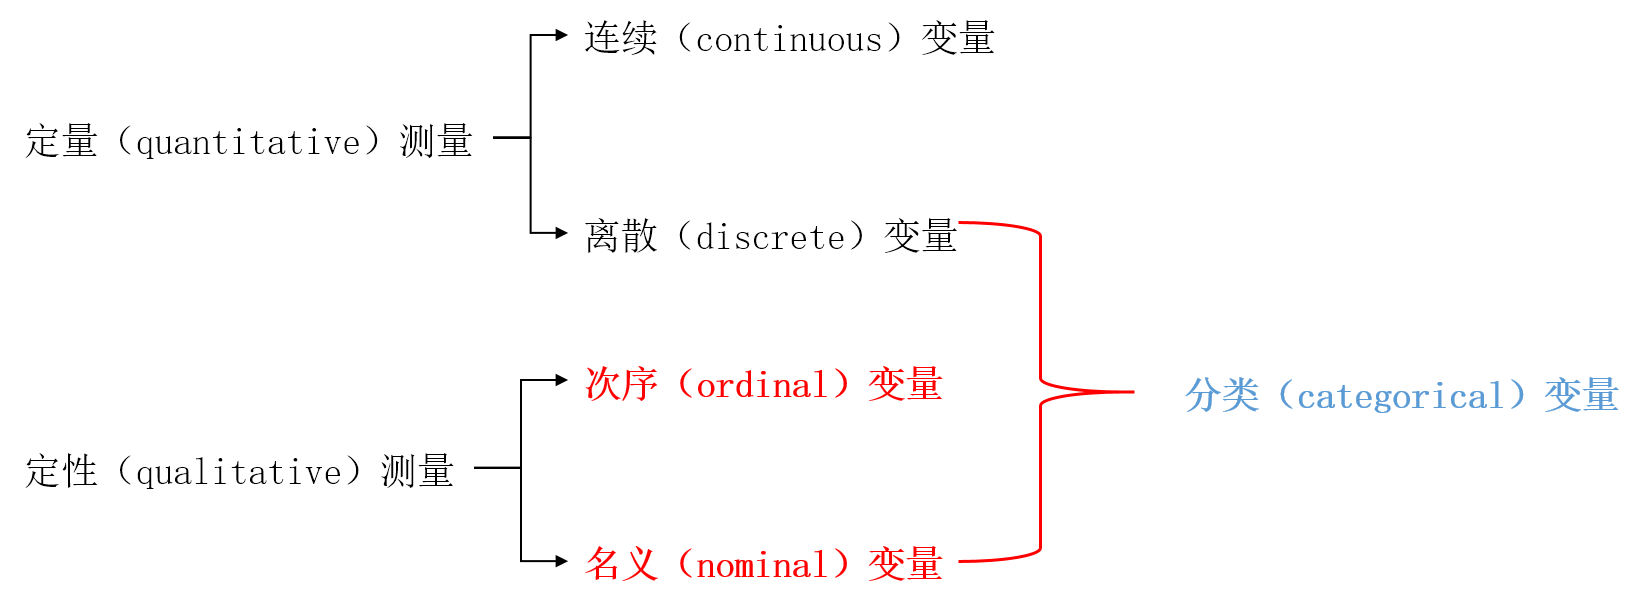 连续（continuous）变量
定量（quantitative）测量
离散（discrete）变量
次序（ordinal）变量
分类（categorical）变量
定性（qualitative）测量
名义（nominal）变量